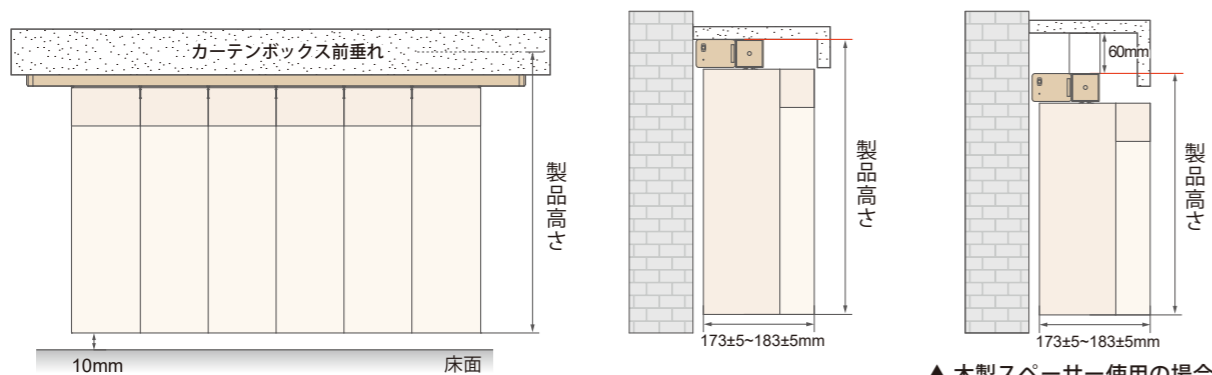 カーテンボックス前垂れ
製品高さ
10mm
床面
製品高さ
173±5~183±5mm
60mm
製品高さ
173±5~183±5mm
▲ 木製スペーサー使用の場合